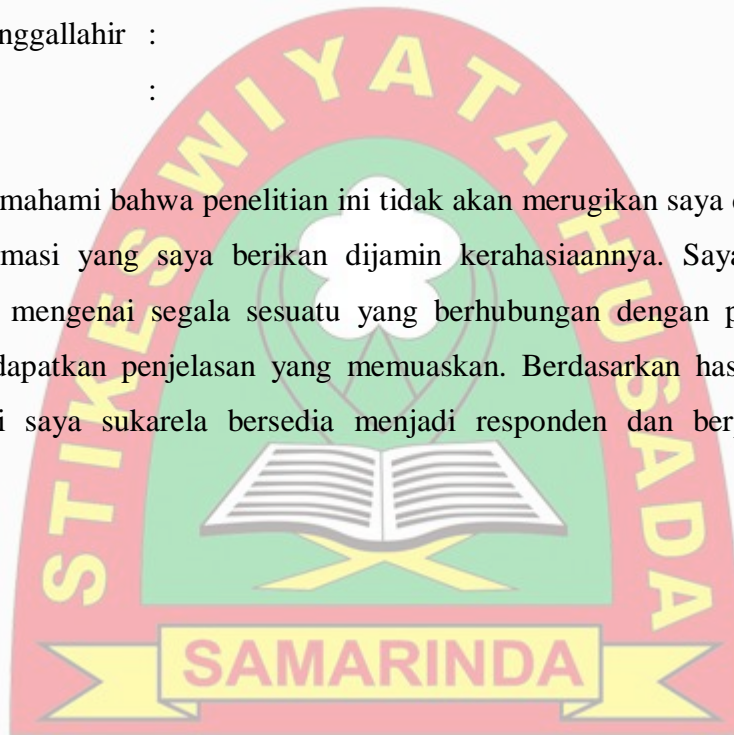 nggallahir :
:
mahami bahwa penelitian ini tidak akan merugikan saya
masi yang saya berikan dijamin kerahasiaannya. Saya
mengenai segala sesuatu yang berhubungan dengan p
dapatkan penjelasan yang memuaskan. Berdasarkan has
i saya sukarela bersedia menjadi responden dan ber
STIKES WIYATA HUSADA
SAMARINDA